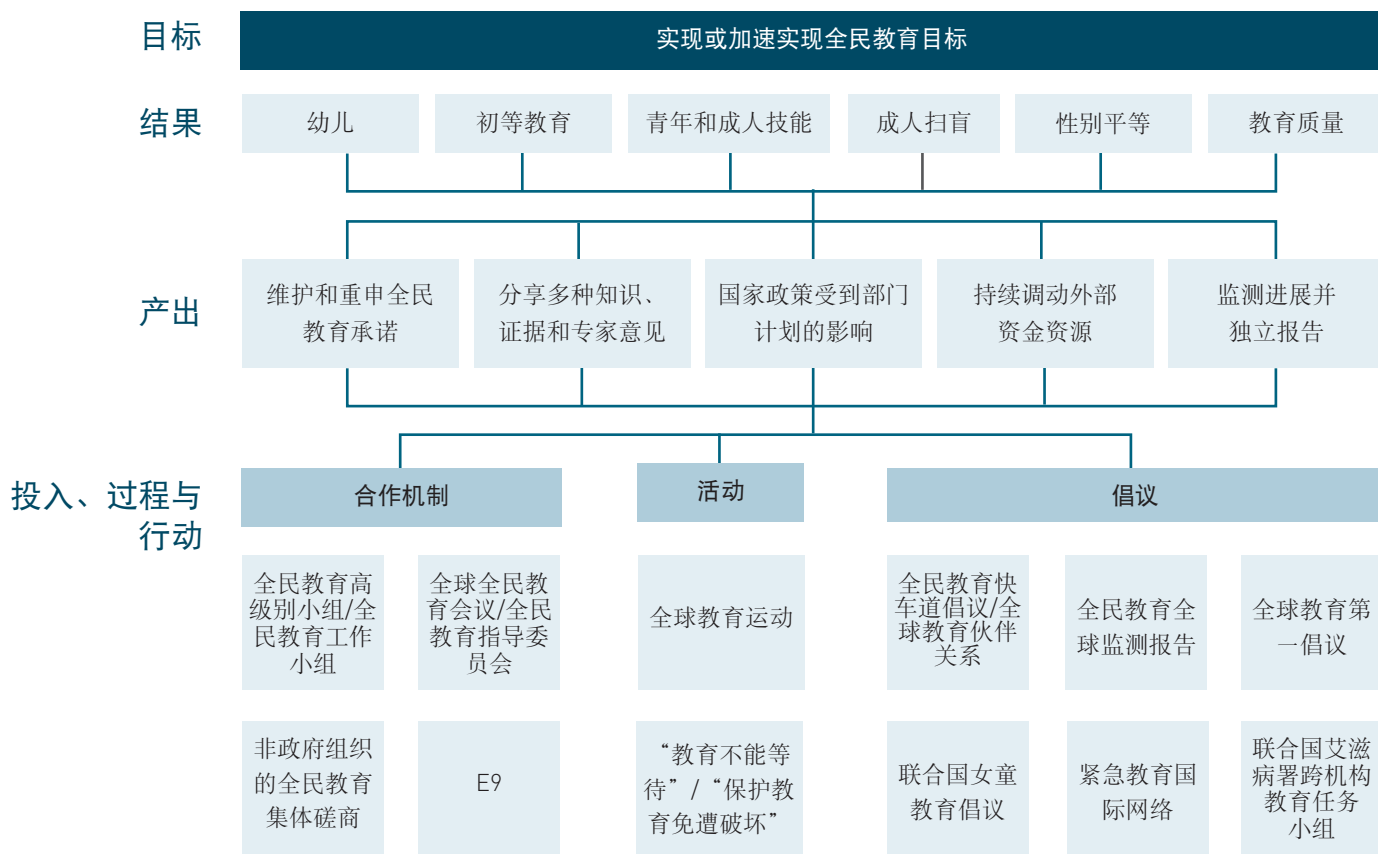 目标
实现或加速实现全民教育目标
结果
幼儿
初等教育
青年和成人技能
成人扫盲
性别平等
教育质量
产出
维护和重申全民
教育承诺
分享多种知识、
证据和专家意见
国家政策受到部门
计划的影响
持续调动外部
资金资源
监测进展并
独立报告
投入、过程与
行动
合作机制
活动
倡议
全民教育高
级别小组/全
民教育工作
小组
全球全民教
育会议/全民
教育指导委
员会
全球教育运动
全民教育快
车道倡议/全
球教育伙伴
关系
全民教育全
球监测报告
全球教育第
一倡议
非政府组织
的全民教育
集体磋商
E9
“教育不能等
待”/“保护教
育免遭破坏”
联合国女童
教育倡议
紧急教育国
际网络
联合国艾滋
病署跨机构
教育任务
小组